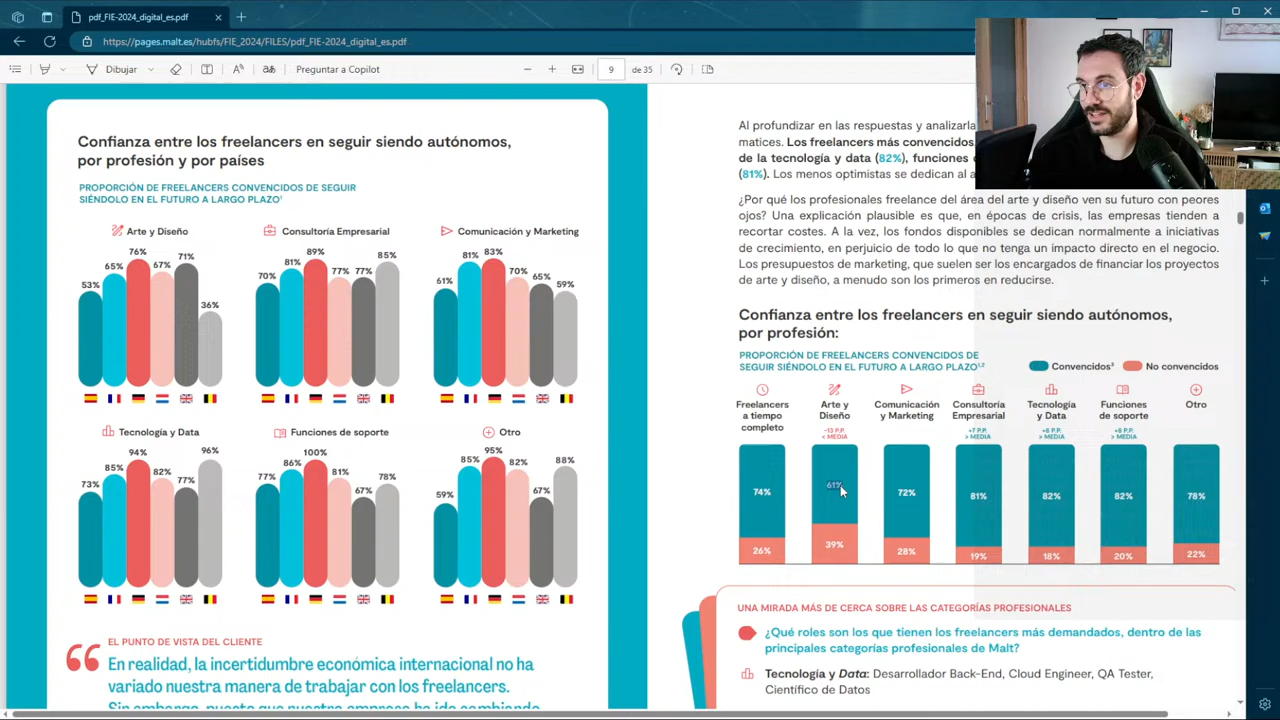 pdf_FIE-2024_digital_es.pdf
https://pages.malt.es/hubfs/FIE_2024/FILES/pdf_FIE-2024_digital_es.pdf
Dibujar
Preguntar a Copilot
9
de 35
Confianza entre los freelancers en seguir siendo autónomos,
por profesión y por países
PROPORCIÓN DE FREELANCERS CONVENCIDOS DE SEGUIR
SIÉNDOLO EN EL FUTURO A LARGO PLAZO¹
Arte y Diseño
53% 65% 76% 67% 71% 36%
Consultoría Empresarial
70% 81% 89% 77% 77% 85%
Comunicación y Marketing
61% 81% 83% 70% 65% 59%
Tecnología y Data
73% 85% 94% 82% 77% 96%
Funciones de soporte
77% 86% 100% 81% 67% 78%
Otro
59% 85% 95% 82% 67% 88%
EL PUNTO DE VISTA DEL CLIENTE
En realidad, la incertidumbre económica internacional no ha
variado nuestra manera de trabajar con los freelancers.
Al profundizar en las respuestas y analizarla
matices. Los freelancers más convencidos
de la tecnología y data (82%), funciones
(81%). Los menos optimistas se dedican al a
¿Por qué los profesionales freelance del área del arte y diseño ven su futuro con peores
ojos? Una explicación plausible es que, en épocas de crisis, las empresas tienden a
recortar costes. A la vez, los fondos disponibles se dedican normalmente a iniciativas
de crecimiento, en perjuicio de todo lo que no tenga un impacto directo en el negocio.
Los presupuestos de marketing, que suelen ser los encargados de financiar los proyectos
de arte y diseño, a menudo son los primeros en reducirse.
Confianza entre los freelancers en seguir siendo autónomos,
por profesión:
PROPORCIÓN DE FREELANCERS CONVENCIDOS DE
SEGUIR SIÉNDOLO EN EL FUTURO A LARGO PLAZO¹,²
Convencidos³
No convencidos
Freelancers
a tiempo
completo
74%
26%
Arte y
Diseño
-13 P.P.
< MEDIA
61%
39%
Comunicación
y Marketing
72%
28%
Consultoría
Empresarial
+7 P.P.
> MEDIA
81%
19%
Tecnología
y Data
+8 P.P.
> MEDIA
82%
18%
Funciones
de soporte
+8 P.P.
> MEDIA
82%
20%
Otro
78%
22%
UNA MIRADA MÁS DE CERCA SOBRE LAS CATEGORÍAS PROFESIONALES
¿Qué roles son los que tienen los freelancers más demandados, dentro de las
principales categorías profesionales de Malt?
Tecnología y Data: Desarrollador Back-End, Cloud Engineer, QA Tester,
Científico de Datos